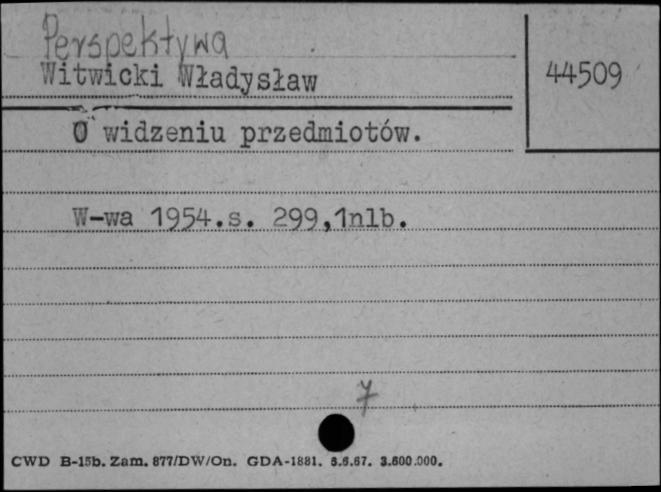 Perspektywa
Witwicki Władysław
44509
O widzeniu przedmiotów.
W-wa 1954.s. 299,1nlb.
7
CWD B-15b. Zam. 877/DW/On. GDA-1881. 5.6.67. 3.600.000.